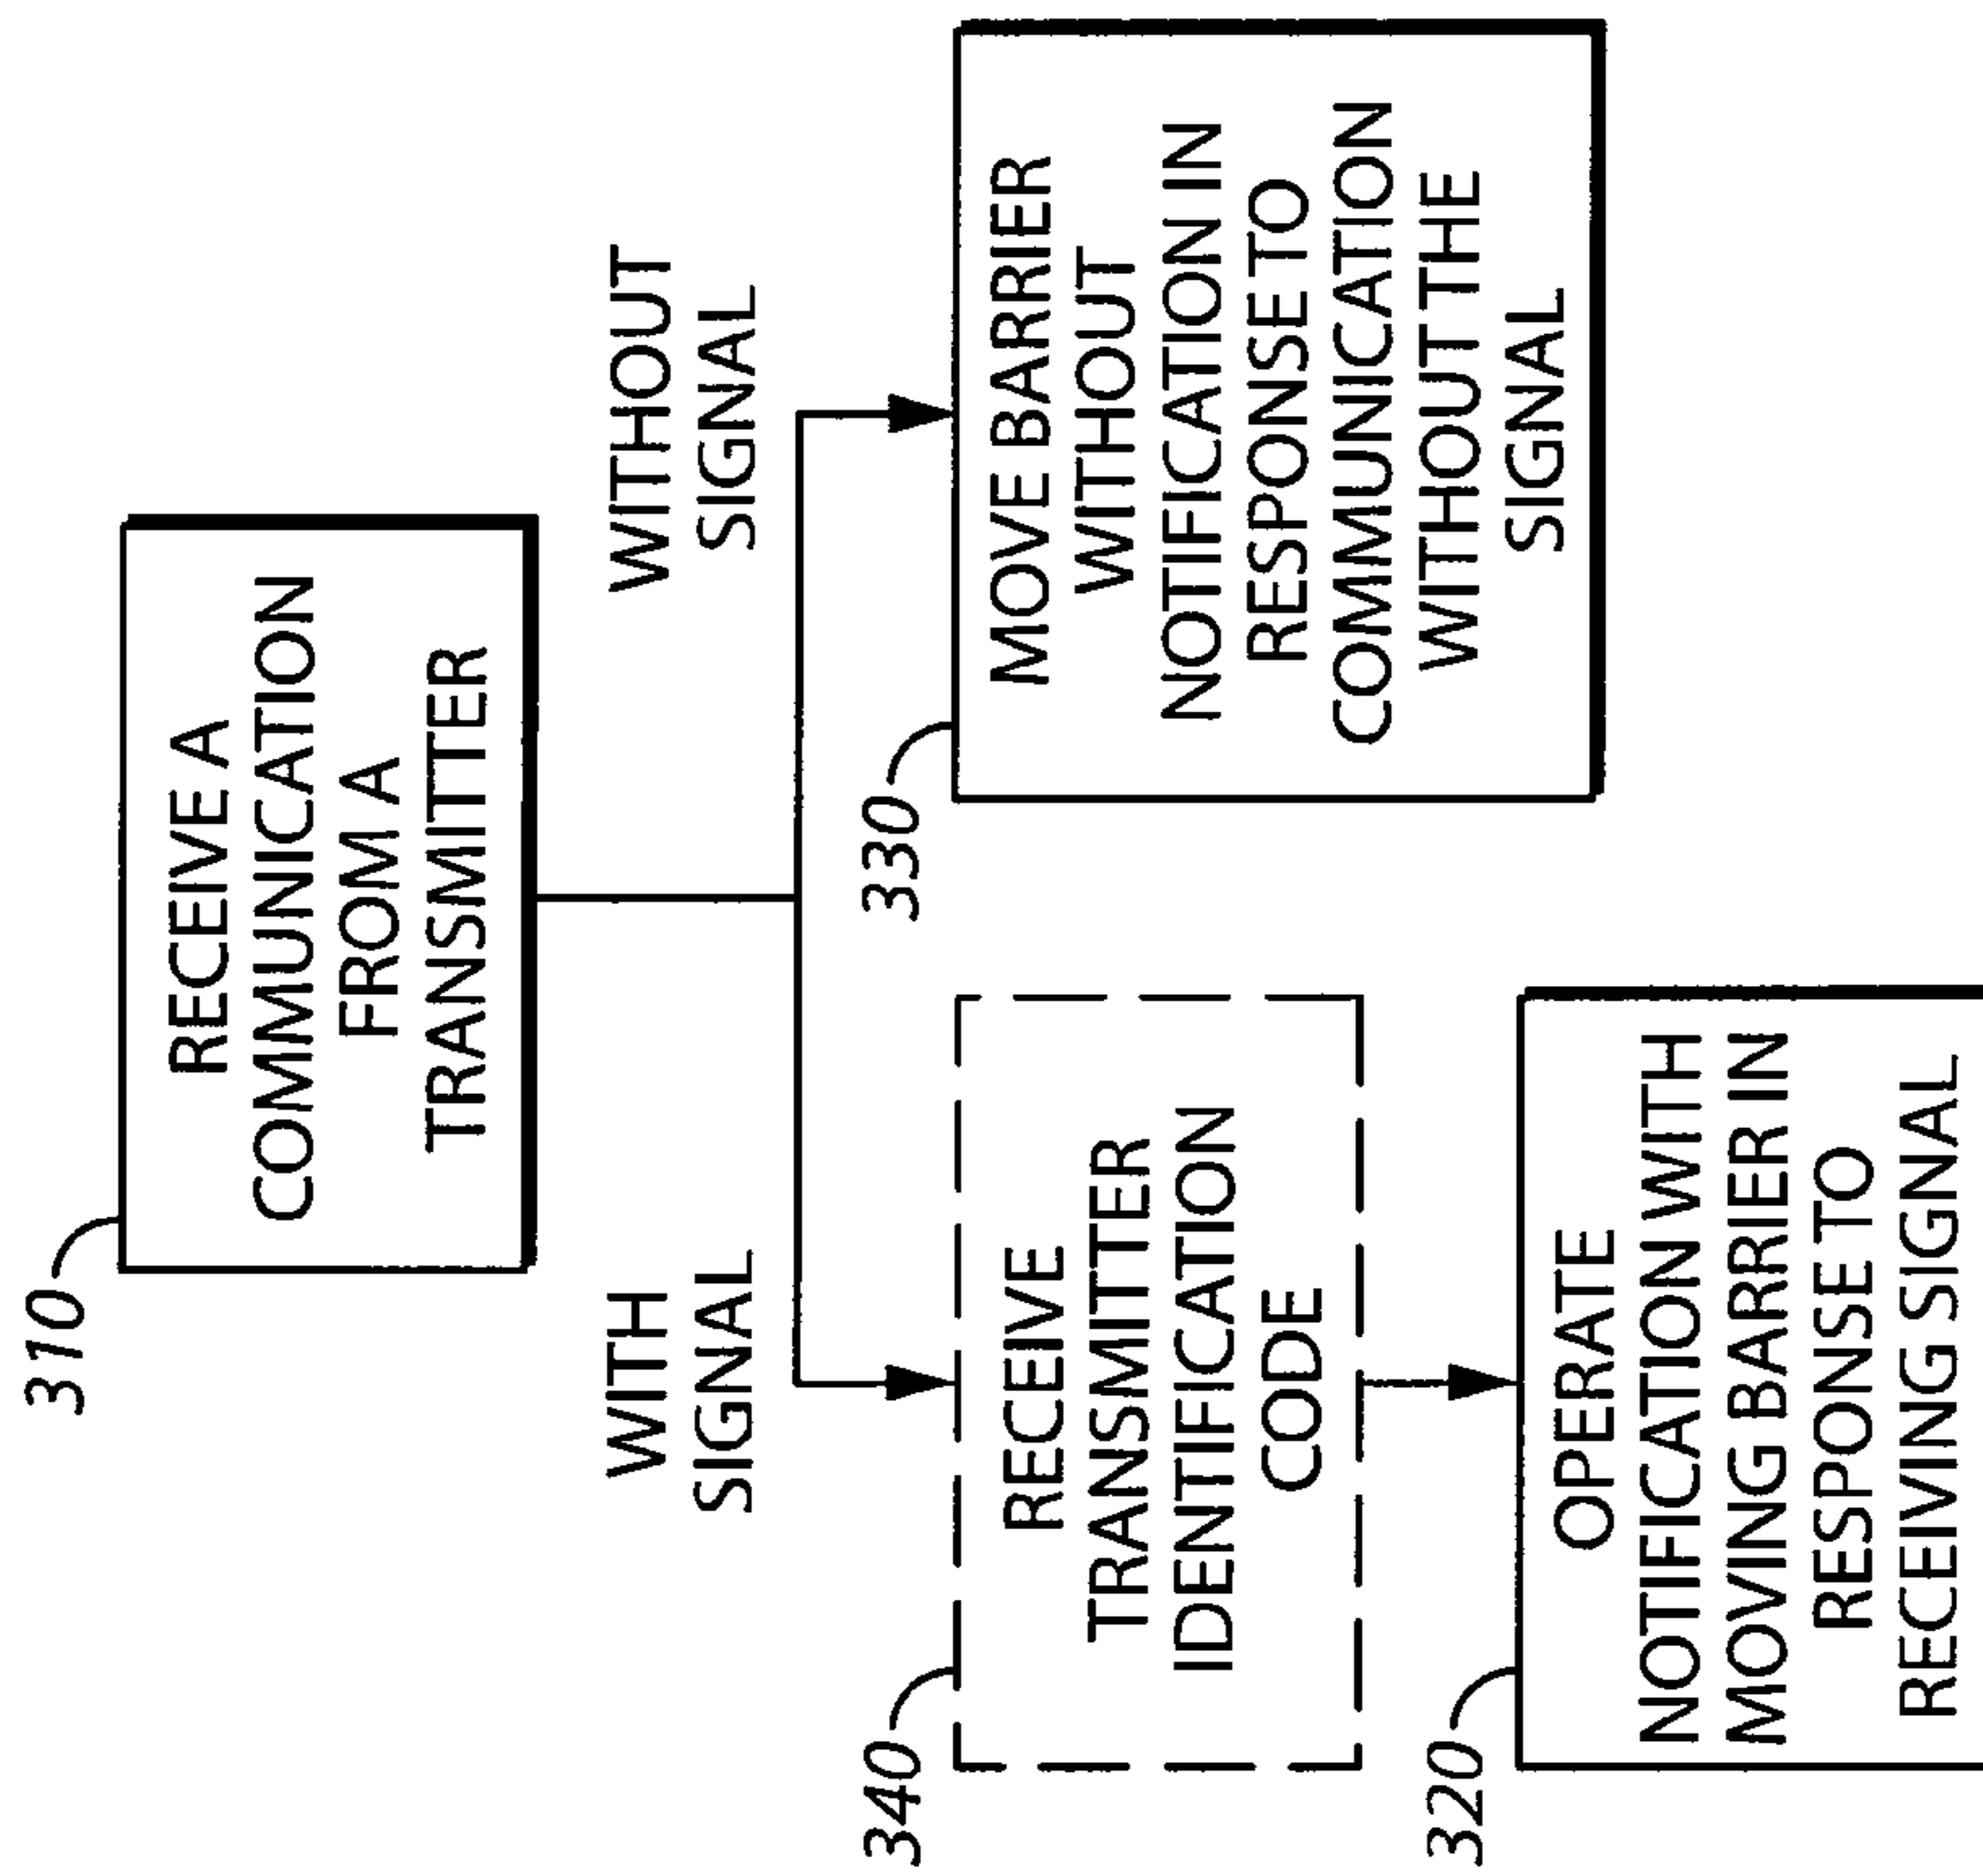 310
RECEIVE A
COMMUNICATION
FROM A
TRANSMITTER
WITH
SIGNAL
WITHOUT
SIGNAL
340
RECEIVE
TRANSMITTER
IDENTIFICATION
CODE
330
MOVE BARRIER
WITHOUT
NOTIFICATION IN
RESPONSE TO
COMMUNICATION
WITHOUT THE
SIGNAL
320
OPERATE
NOTIFICATION WITH
MOVING BARRIER IN
RESPONSE TO
RECEIVING SIGNAL